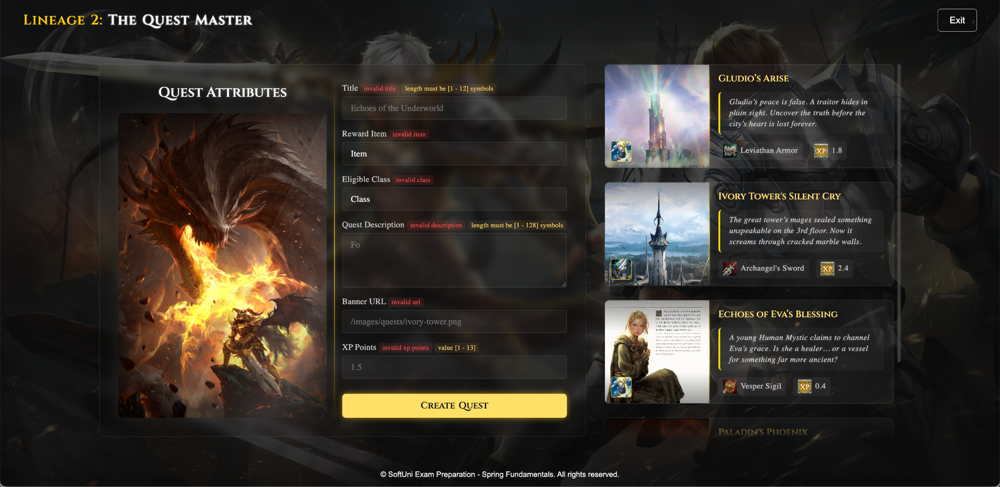 Lineage 2: The Quest Master
Exit
Quest Attributes
Title invalid title length must be [1 - 12] symbols
Echoes of the Underworld
Reward Item invalid item
Item
Eligible Class invalid class
Class
Quest Description invalid description length must be [1 - 128] symbols
Fo
Banner URL invalid url
/images/quests/ivory-tower.png
XP Points invalid xp points value [1 - 13]
1.5
Create Quest
Gludio’s Arise
Gludio’s peace is false. A traitor hides in
plain sight. Uncover the truth before the
city’s heart is lost forever.
Leviathan Armor XP 1.8
Ivory Tower's Silent Cry
The great tower’s mages sealed something
unspeakable on the 3rd floor. Now it
screams through cracked marble walls.
Archangel's Sword XP 2.4
Echoes of Eva’s Blessing
A young Human Mystic claims to channel
Eva’s grace. Is she a healer… or a vessel
for something far more ancient?
Vesper Sigil XP 0.4
Paladin's Phoenix
© SoftUni Exam Preparation - Spring Fundamentals. All rights reserved.